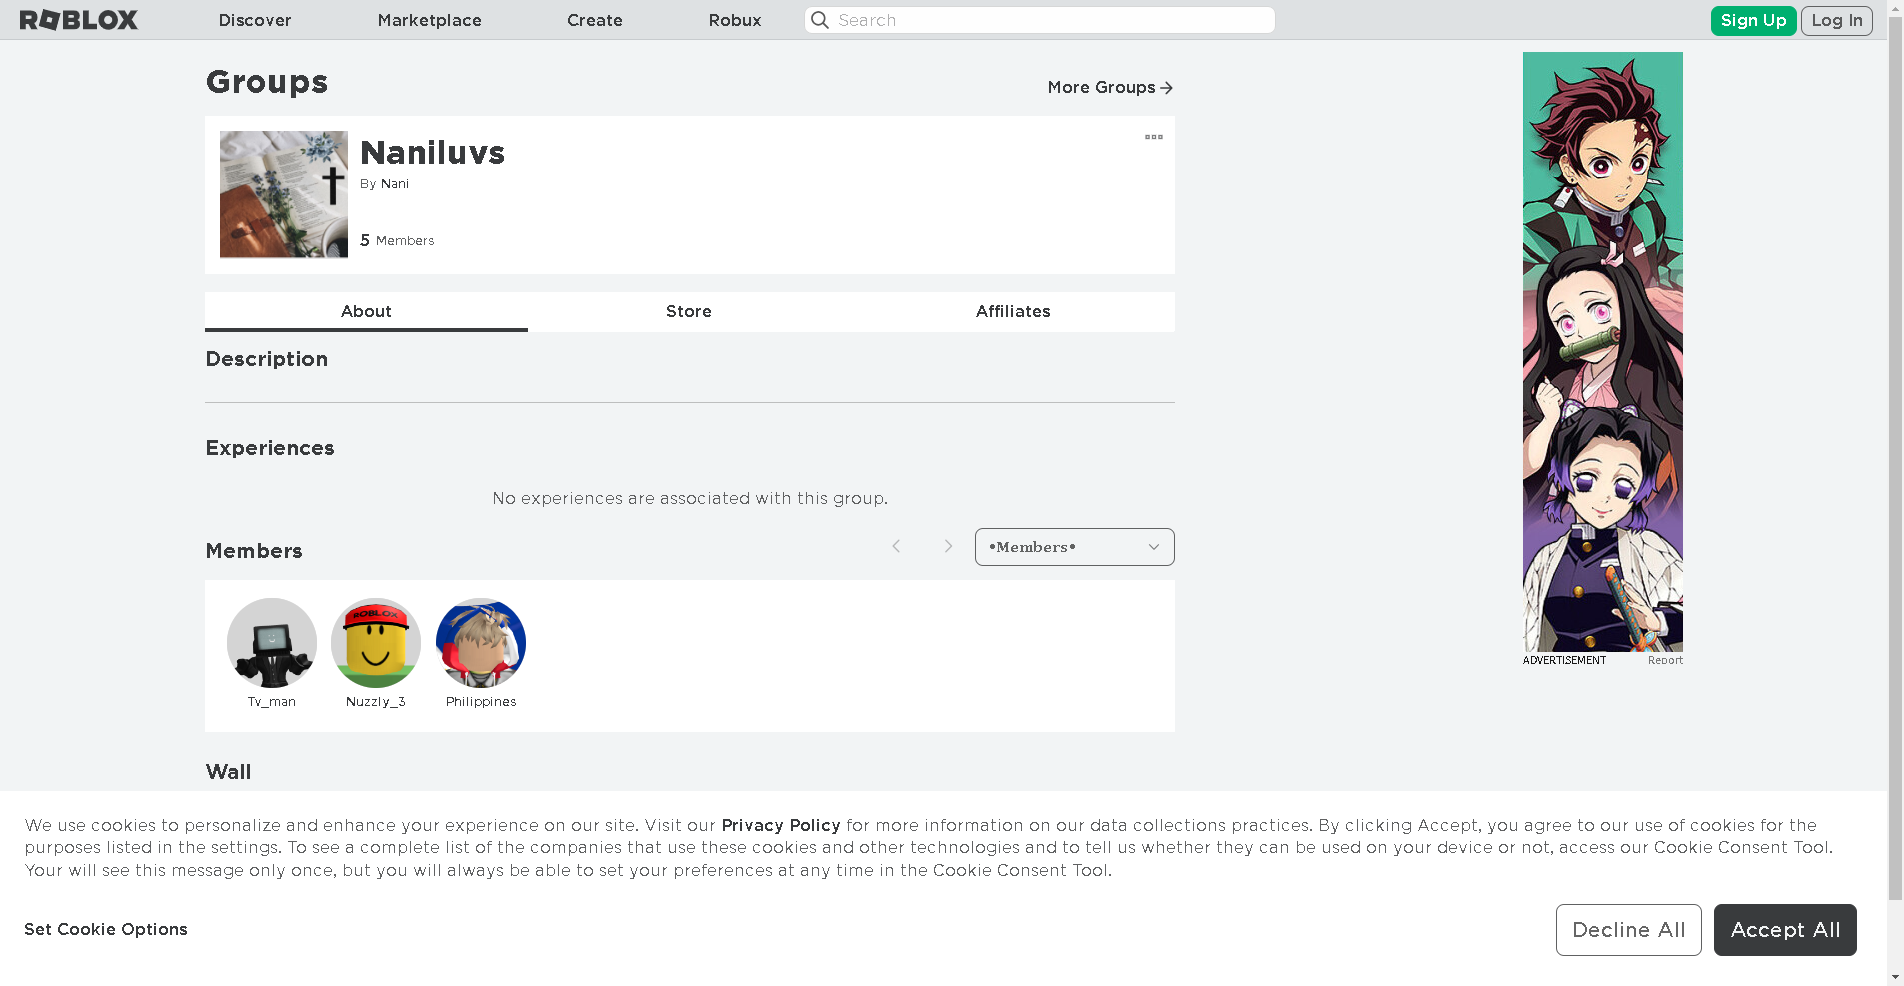 ROBLOX
Discover
Marketplace
Create
Robux
Search
Sign Up
Log In
Groups
More Groups
Naniluvs
By Nani
5 Members
About
Store
Affiliates
Description
Experiences
No experiences are associated with this group.
Members
•Members•
ROBLOX
Tv_man
Nuzzly_3
Philippines
Wall
ADVERTISEMENT
Report
We use cookies to personalize and enhance your experience on our site. Visit our Privacy Policy for more information on our data collections practices. By clicking Accept, you agree to our use of cookies for the
purposes listed in the settings. To see a complete list of the companies that use these cookies and other technologies and to tell us whether they can be used on your device or not, access our Cookie Consent Tool.
Your will see this message only once, but you will always be able to set your preferences at any time in the Cookie Consent Tool.
Set Cookie Options
Decline All
Accept All